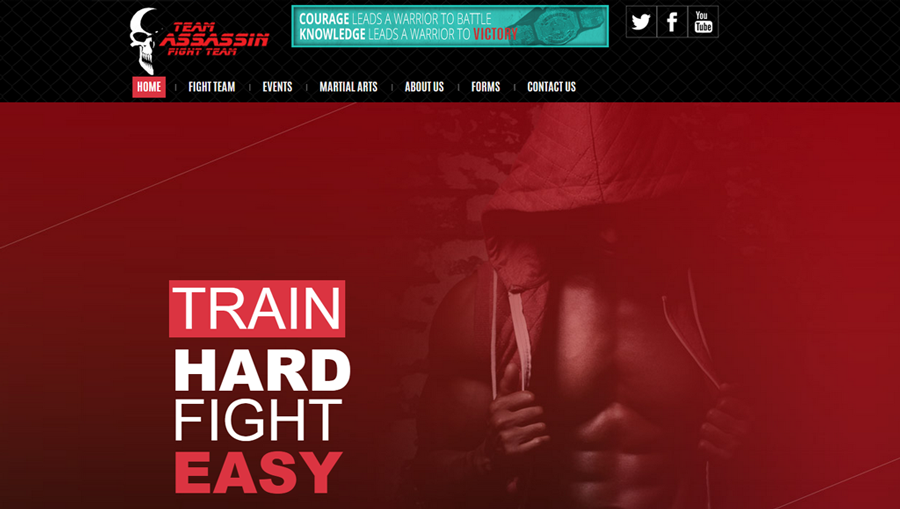 TEAM
ASSASSIN
FIGHT TEAM
COURAGE LEADS A WARRIOR TO BATTLE
KNOWLEDGE LEADS A WARRIOR TO VICTORY
You
Tube
HOME
FIGHT TEAM
EVENTS
MARTIAL ARTS
ABOUT US
FORMS
CONTACT US
TRAIN
HARD
FIGHT
EASY